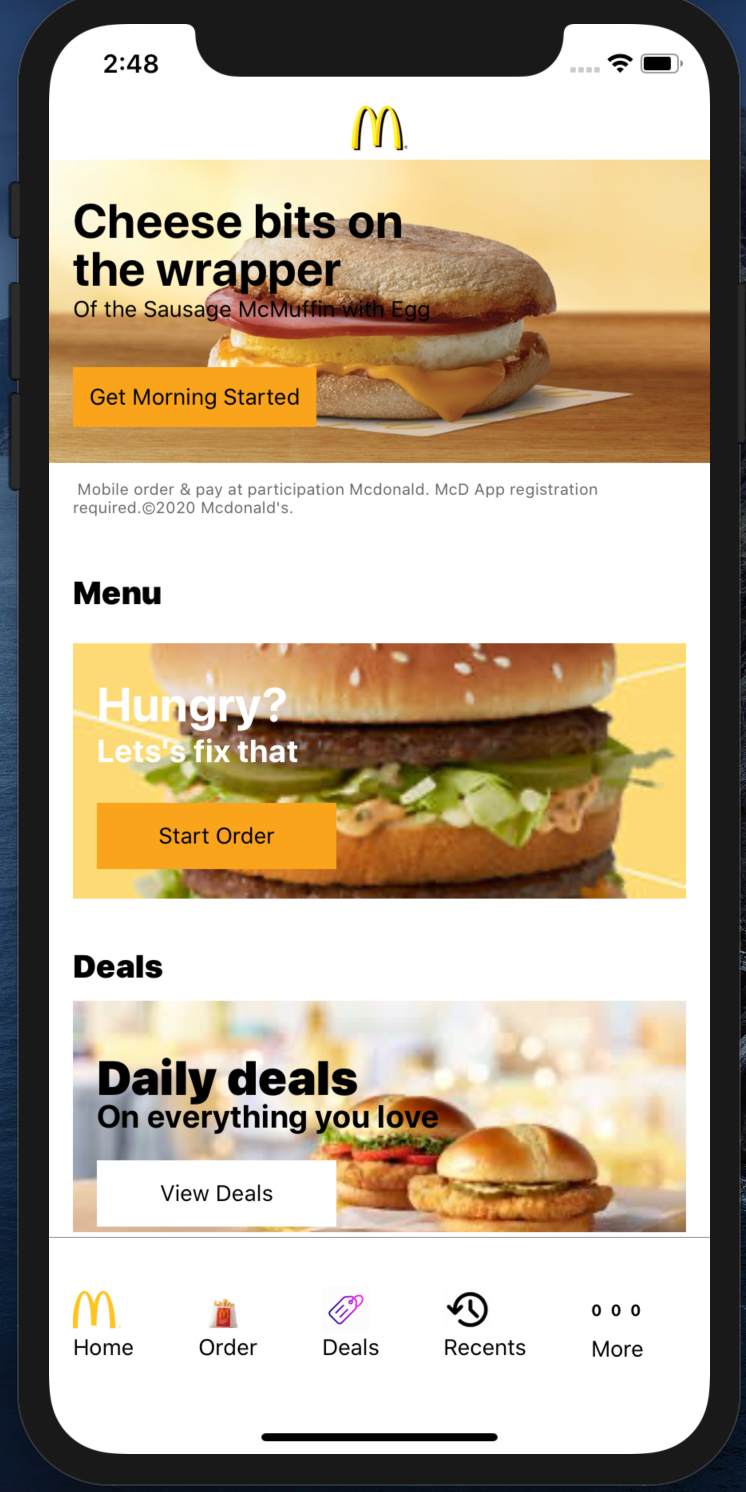 2:48
Cheese bits on
the wrapper
Of the Sausage McMuffin with Egg
Get Morning Started
Mobile order & pay at participation Mcdonald. McD App registration
required.©2020 Mcdonald's.
Menu
Hungry?
Lets's fix that
Start Order
Deals
Daily deals
On everything you love
View Deals
Home Order Deals Recents More